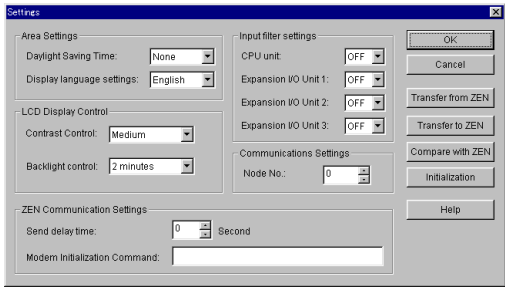 Settings
Area Settings
Daylight Saving Time: None
Display language settings: English
LCD Display Control
Contrast Control: Medium
Backlight control: 2 minutes
Input filter settings
CPU unit: OFF
Expansion I/O Unit 1: OFF
Expansion I/O Unit 2: OFF
Expansion I/O Unit 3: OFF
Communications Settings
Node No.: 0
ZEN Communication Settings
Send delay time: 0 Second
Modem Initialization Command:
OK
Cancel
Transfer from ZEN
Transfer to ZEN
Compare with ZEN
Initialization
Help